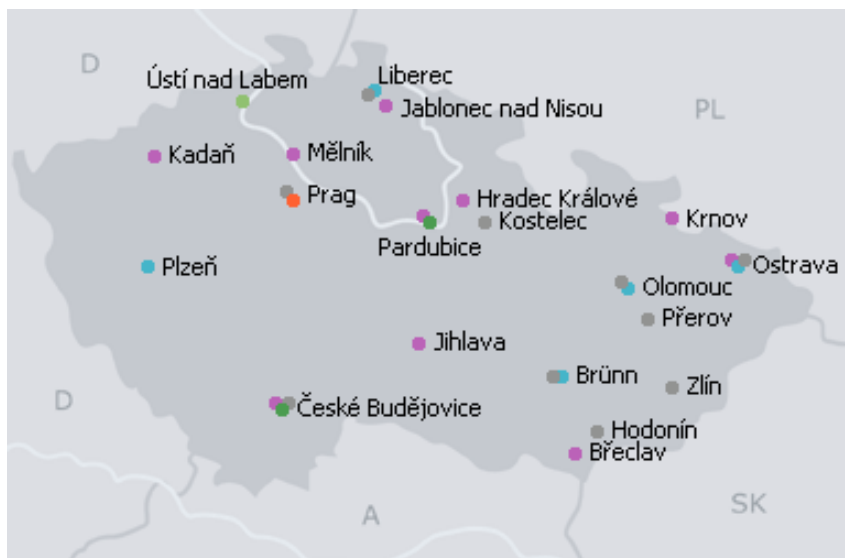 D
Liberec
Ústí nad Labem
Jablonec nad Nisou
PL
Kadaň
Mělník
Prag
Hradec Králové
Kostelec
Krnov
Pardubice
Plzeň
Ostrava
Olomouc
Přerov
Jihlava
Brünn
Zlín
D
České Budějovice
Hodonín
Břeclav
SK
A